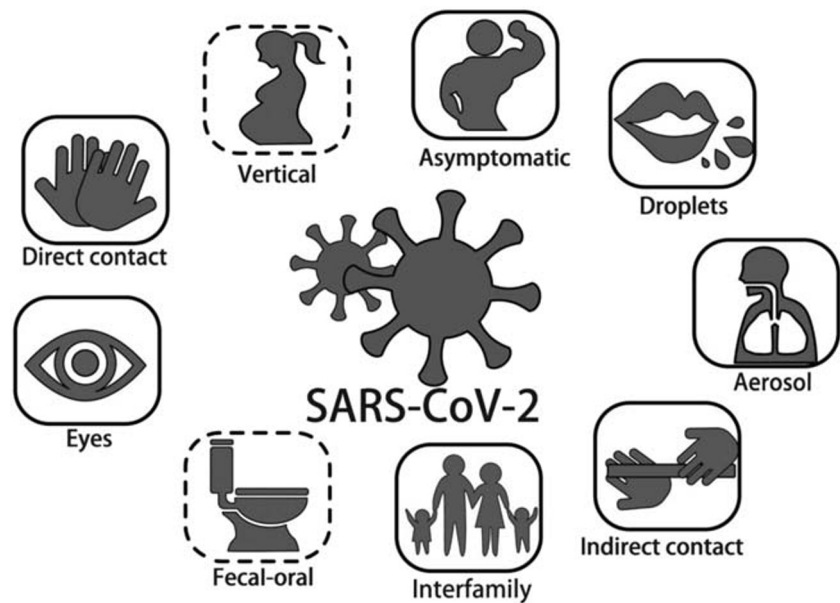 Vertical
Asymptomatic
Droplets
Direct contact
Aerosol
SARS-CoV-2
Eyes
Indirect contact
Fecal-oral
Interfamily